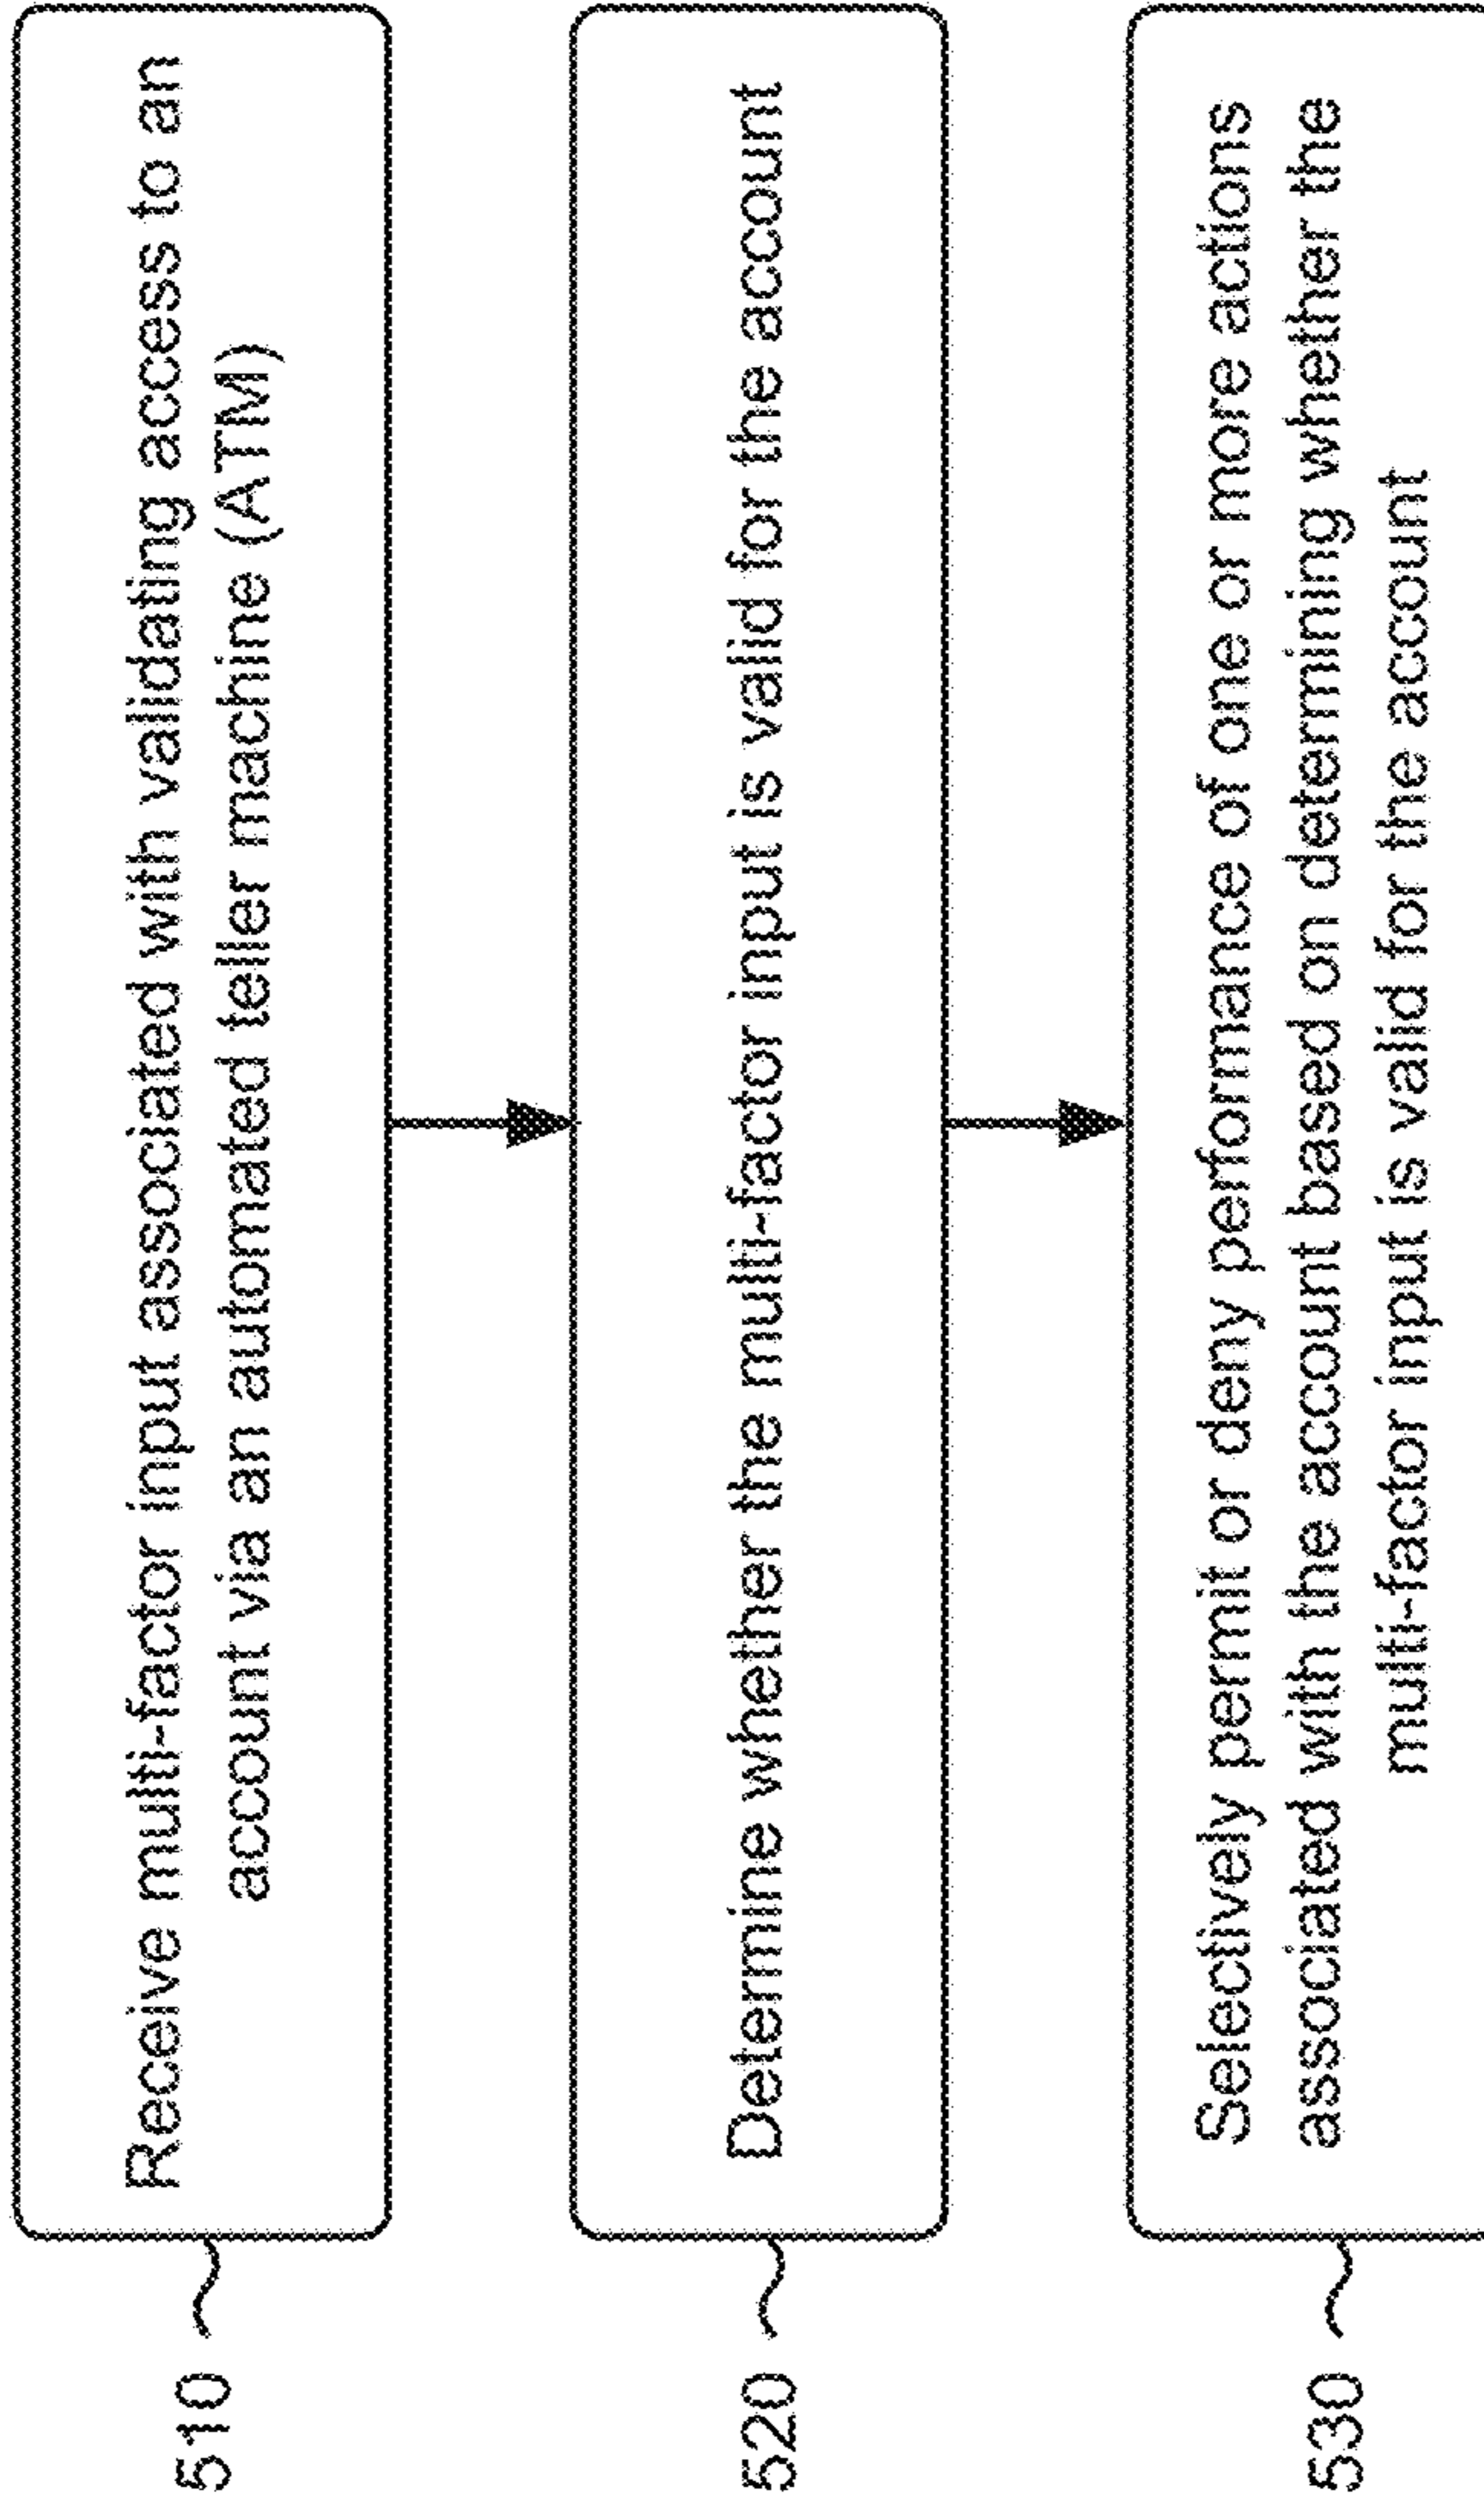 510
Receive multi-factor input associated with validating access to an
account via an automated teller machine (ATM)
520
Determine whether the multi-factor input is valid for the account
530
Selectively permit or deny performance of one or more actions
associated with the account based on determining whether the
multi-factor input is valid for the account